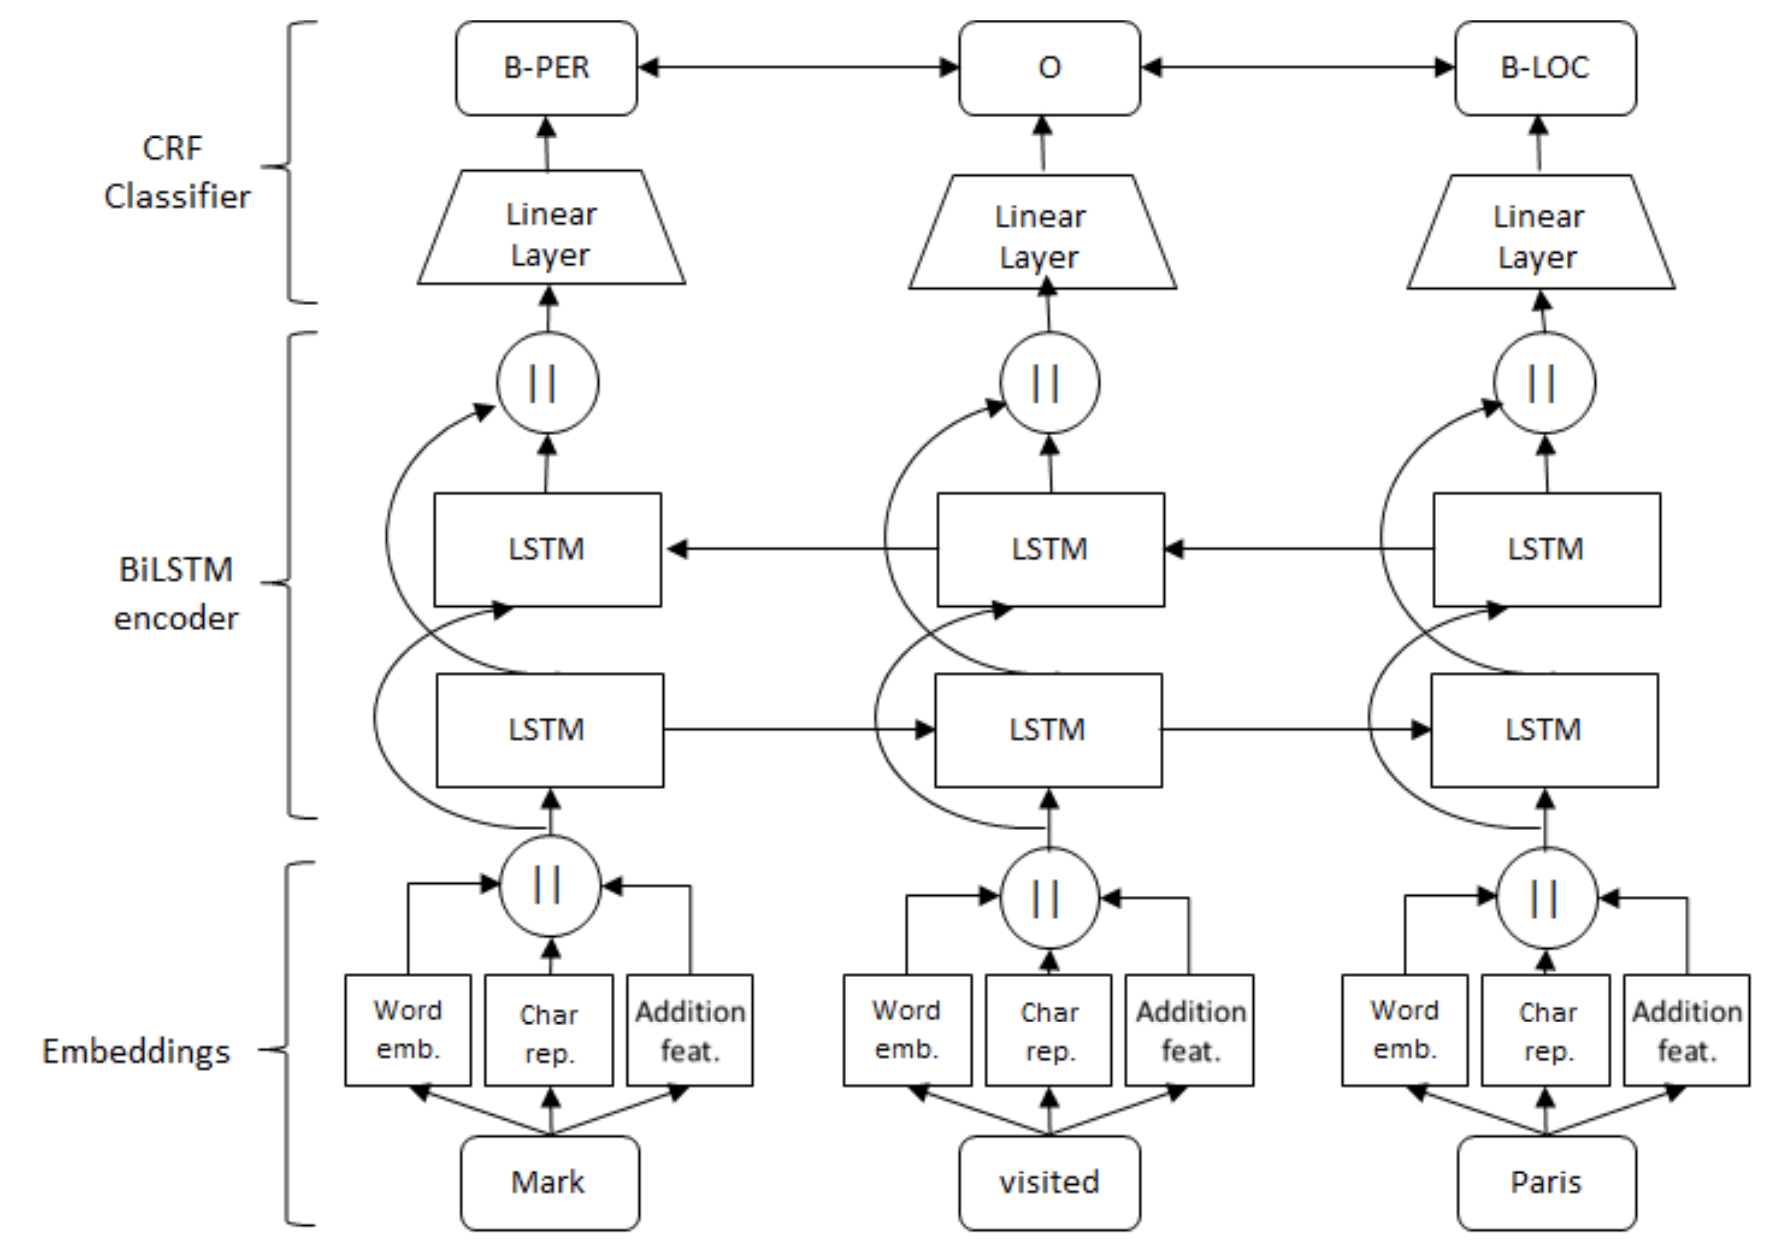 B-PER
O
B-LOC
CRF
Classifier
Linear
Layer
Linear
Layer
Linear
Layer
||
||
||
BiLSTM
encoder
LSTM
LSTM
LSTM
LSTM
LSTM
LSTM
||
||
||
Embeddings
Word
emb.
Char
rep.
Addition
feat.
Word
emb.
Char
rep.
Addition
feat.
Word
emb.
Char
rep.
Addition
feat.
Mark
visited
Paris